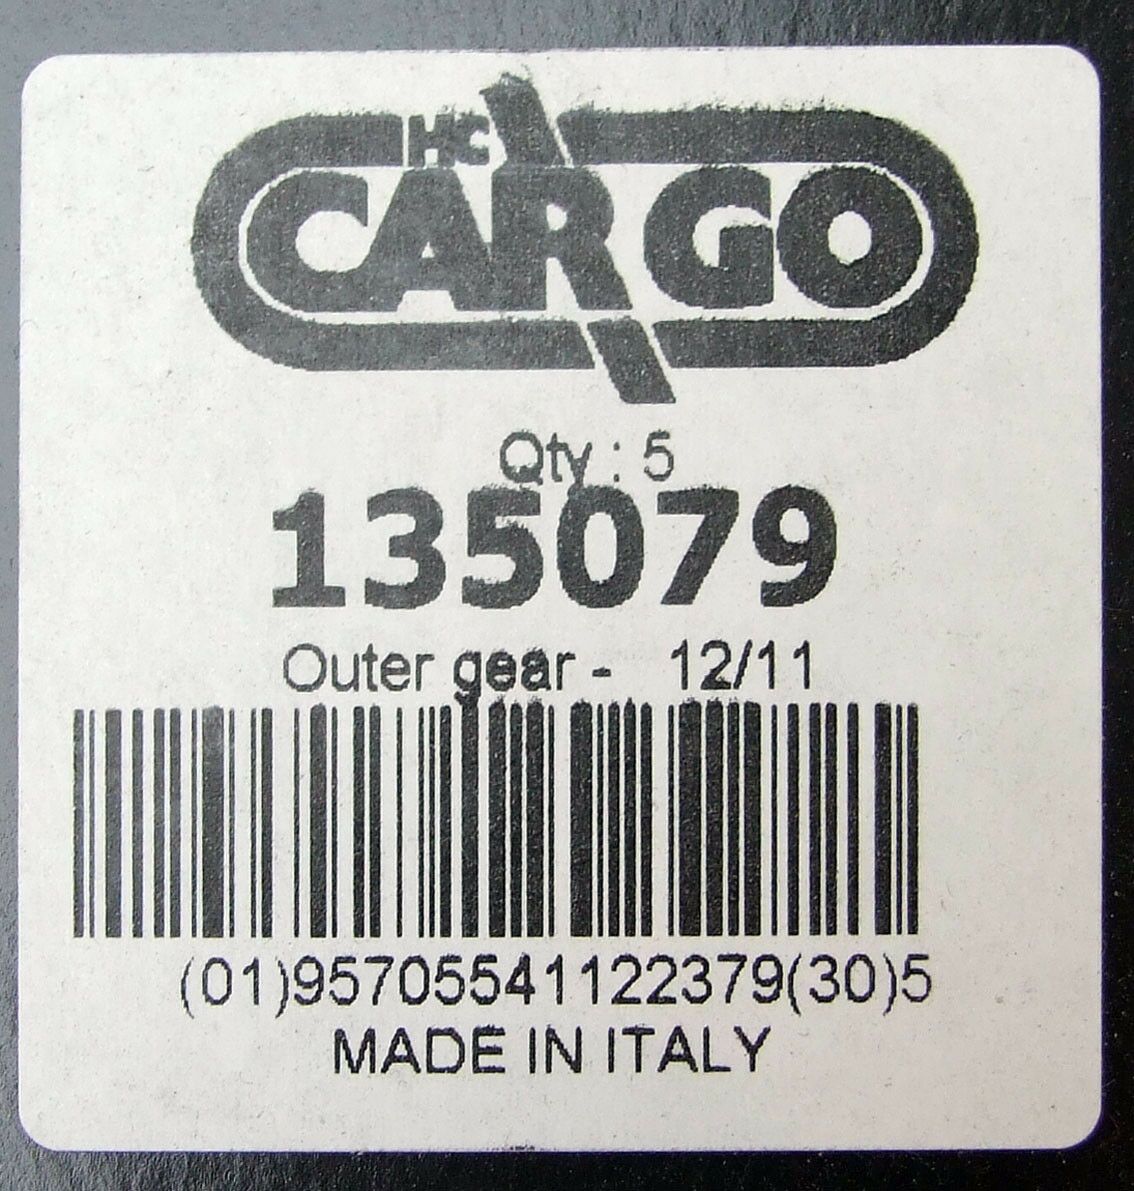 HC
CARGO
Qty : 5
135079
Outer gear - 12/11
(01)95705541122379(30)5
MADE IN ITALY